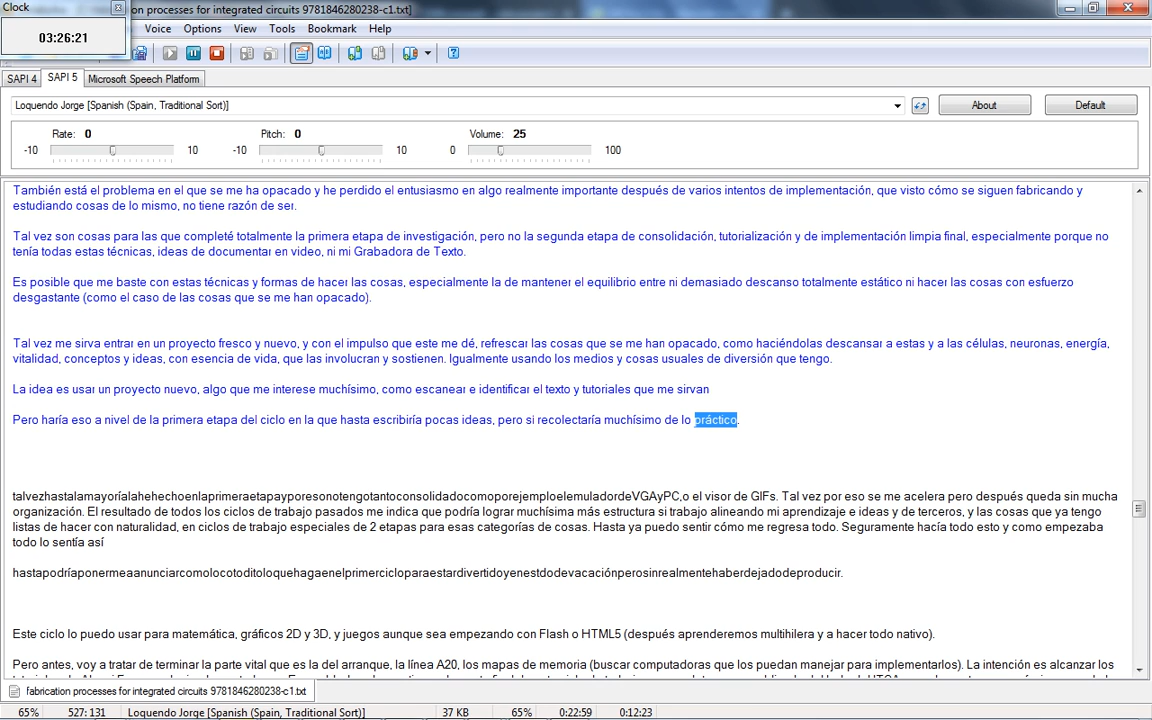 Clock
on processes for integrated circuits 9781846280238-c1.txt]
03:26:21
Voice Options View Tools Bookmark Help
SAPI 4 SAPI 5 Microsoft Speech Platform
Loquendo Jorge [Spanish (Spain, Traditional Sort)] About Default
Rate: 0 Pitch: 0 Volume: 25
-10 10 -10 10 0 100
También está el problema en el que se me ha opacado y he perdido el entusiasmo en algo realmente importante después de varios intentos de implementación, que visto cómo se siguen fabricando y
estudiando cosas de lo mismo, no tiene razón de ser.
Tal vez son cosas para las que completé totalmente la primera etapa de investigación, pero no la segunda etapa de consolidación, tutorialización y de implementación limpia final, especialmente porque no
tenía todas estas técnicas, ideas de documentar en video, ni mi Grabadora de Texto.
Es posible que me baste con estas técnicas y formas de hacer las cosas, especialmente la de mantener el equilibrio entre ni demasiado descanso totalmente estático ni hacer las cosas con esfuerzo
desgastante (como el caso de las cosas que se me han opacado).
Tal vez me sirva entrar en un proyecto fresco y nuevo, y con el impulso que este me dé, refrescar las cosas que se me han opacado, como haciéndolas descansar a estas y a las células, neuronas, energía,
vitalidad, conceptos y ideas, con esencia de vida, que las involucran y sostienen. Igualmente usando los medios y cosas usuales de diversión que tengo.
La idea es usar un proyecto nuevo, algo que me interese muchísimo, como escanear e identificar el texto y tutoriales que me sirvan
Pero haría eso a nivel de la primera etapa del ciclo en la que hasta escribiría pocas ideas, pero si recolectaría muchísimo de lo práctico.
talvezhastalamayoríalahehechoenlaprimeraetapayporesonotengotantoconsolidadocomoporejemploelemuladordeVGAyPC,o el visor de GIFs. Tal vez por eso se me acelera pero después queda sin mucha
organización. El resultado de todos los ciclos de trabajo pasados me indica que podría lograr muchísima más estructura si trabajo alineando mi aprendizaje e ideas y de terceros, y las cosas que ya tengo
listas de hacer con naturalidad, en ciclos de trabajo especiales de 2 etapas para esas categorías de cosas. Hasta ya puedo sentir cómo me regresa todo. Seguramente hacía todo esto y como empezaba
todo lo sentía así
hastapodríaponermeaanunciarcomolocotoditoloquehagaenelprimercicloparaestardivertidoyenestdodevacaciónperosinrealmentehaberdejadodeproducir.
Este ciclo lo puedo usar para matemática, gráficos 2D y 3D, y juegos aunque sea empezando con Flash o HTML5 (después aprenderemos multihilera y a hacer todo nativo).
Pero antes, voy a tratar de terminar la parte vital que es la del arranque, la línea A20, los mapas de memoria (buscar computadoras que los puedan manejar para implementarlos). La intención es alcanzar los
fabrication processes for integrated circuits 9781846280238-c1.txt
65% 527: 131 Loquendo Jorge [Spanish (Spain, Traditional Sort)] 37 KB 65% 0:22:59 0:12:23